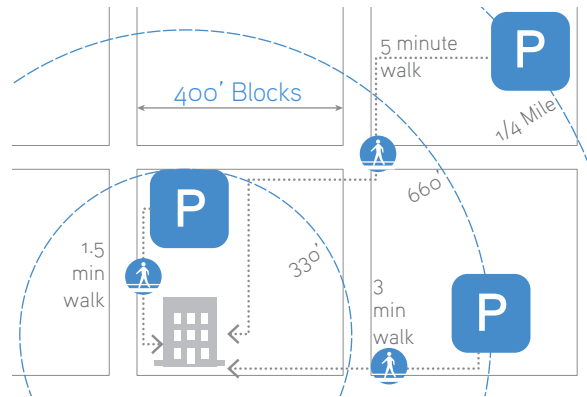 5 minute
walk
P
400' Blocks
1/4 Mile
660'
P
1.5
min
walk
330'
3
min
walk
P